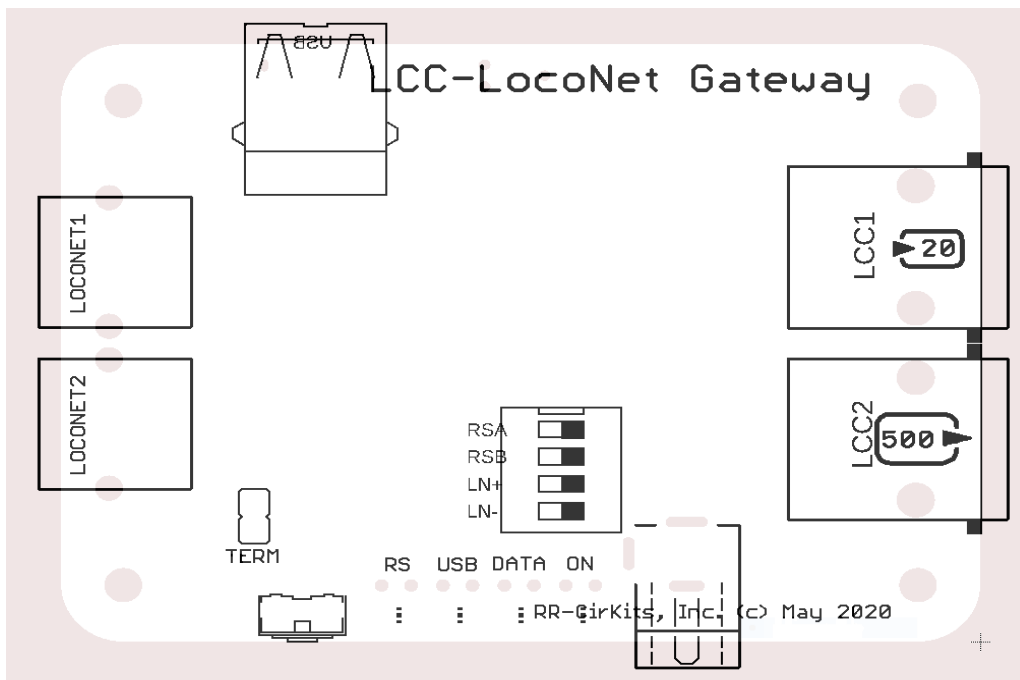 USB
LCC-LocoNet Gateway
LOCONET1
LCC1
20
LOCONET2
LCC2
500
RSA
RSB
LN+
LN-
TERM
RS USB DATA ON
RR-CirKits, Inc. (c) May 2020